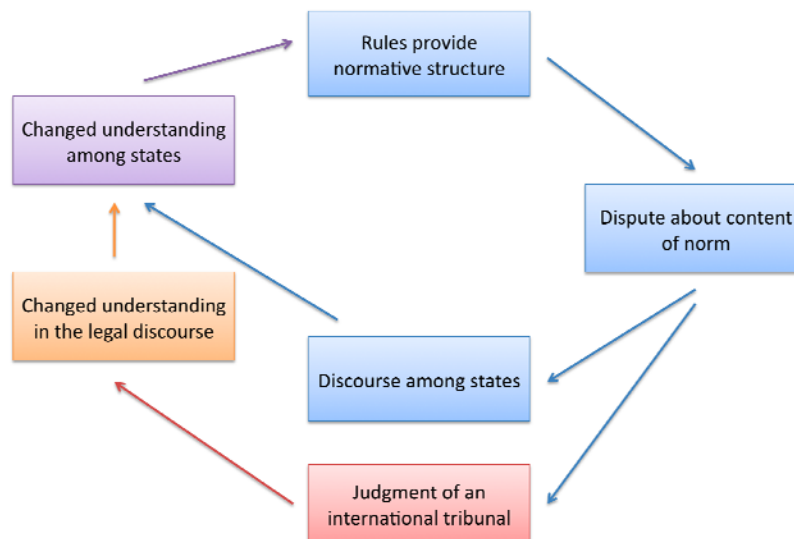 Rules provide
normative structure
Changed understanding
among states
Dispute about content
of norm
Changed understanding
in the legal discourse
Discourse among states
Judgment of an
international tribunal